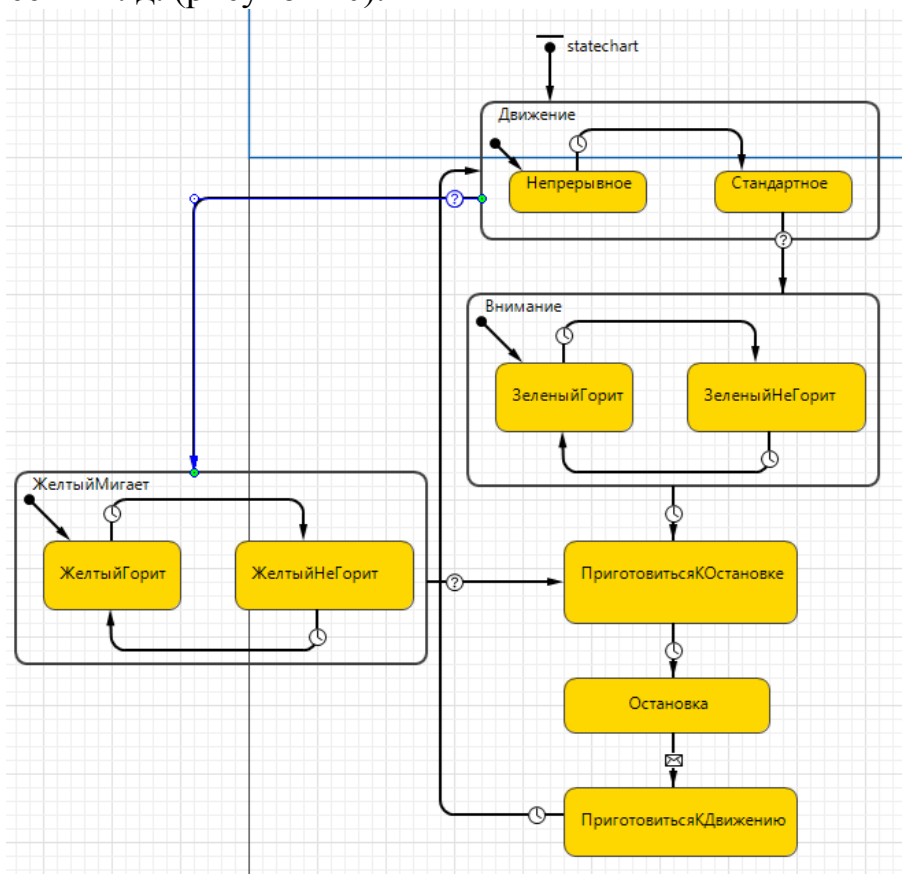 statechart
Движение
Непрерывное
Стандартное
Внимание
ЗеленыйГорит
ЗеленыйНеГорит
ЖелтыйМигает
ЖелтыйГорит
ЖелтыйНеГорит
ПриготовитьсяКОстановке
Остановка
ПриготовитьсяКДвижению